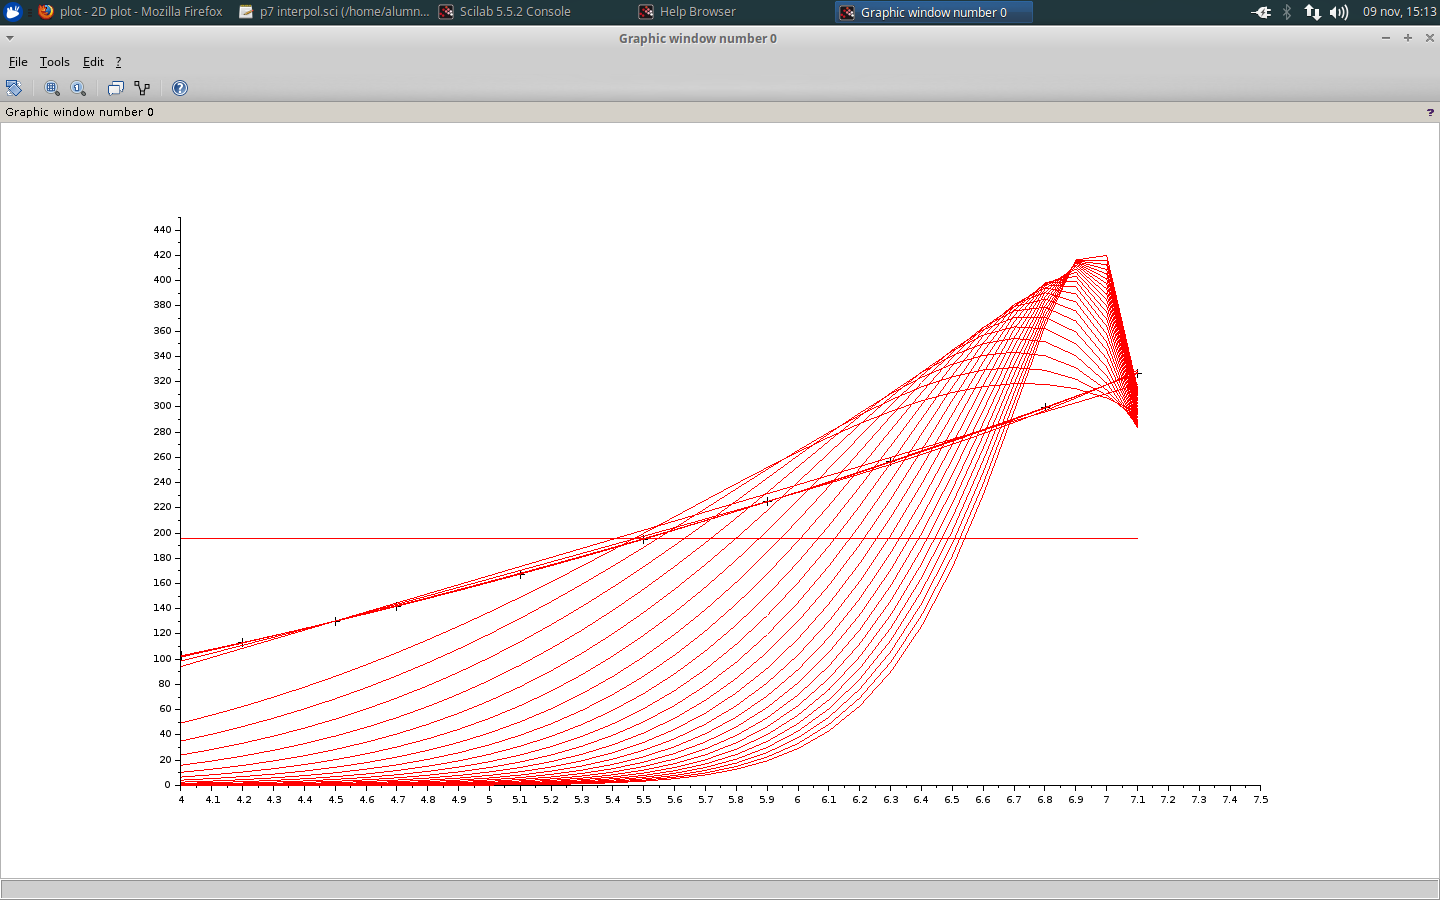 plot - 2D plot - Mozilla Firefox
p7 interpol.sci (/home/alumn...
Scilab 5.5.2 Console
Help Browser
Graphic window number 0
09 nov, 15:13
Graphic window number 0
File Tools Edit ?
?
Graphic window number 0 ?
440
420
400
380
360
340
320
300
280
260
240
220
200
180
160
140
120
100
80
60
40
20
0
4 4.1 4.2 4.3 4.4 4.5 4.6 4.7 4.8 4.9 5 5.1 5.2 5.3 5.4 5.5 5.6 5.7 5.8 5.9 6 6.1 6.2 6.3 6.4 6.5 6.6 6.7 6.8 6.9 7 7.1 7.2 7.3 7.4 7.5